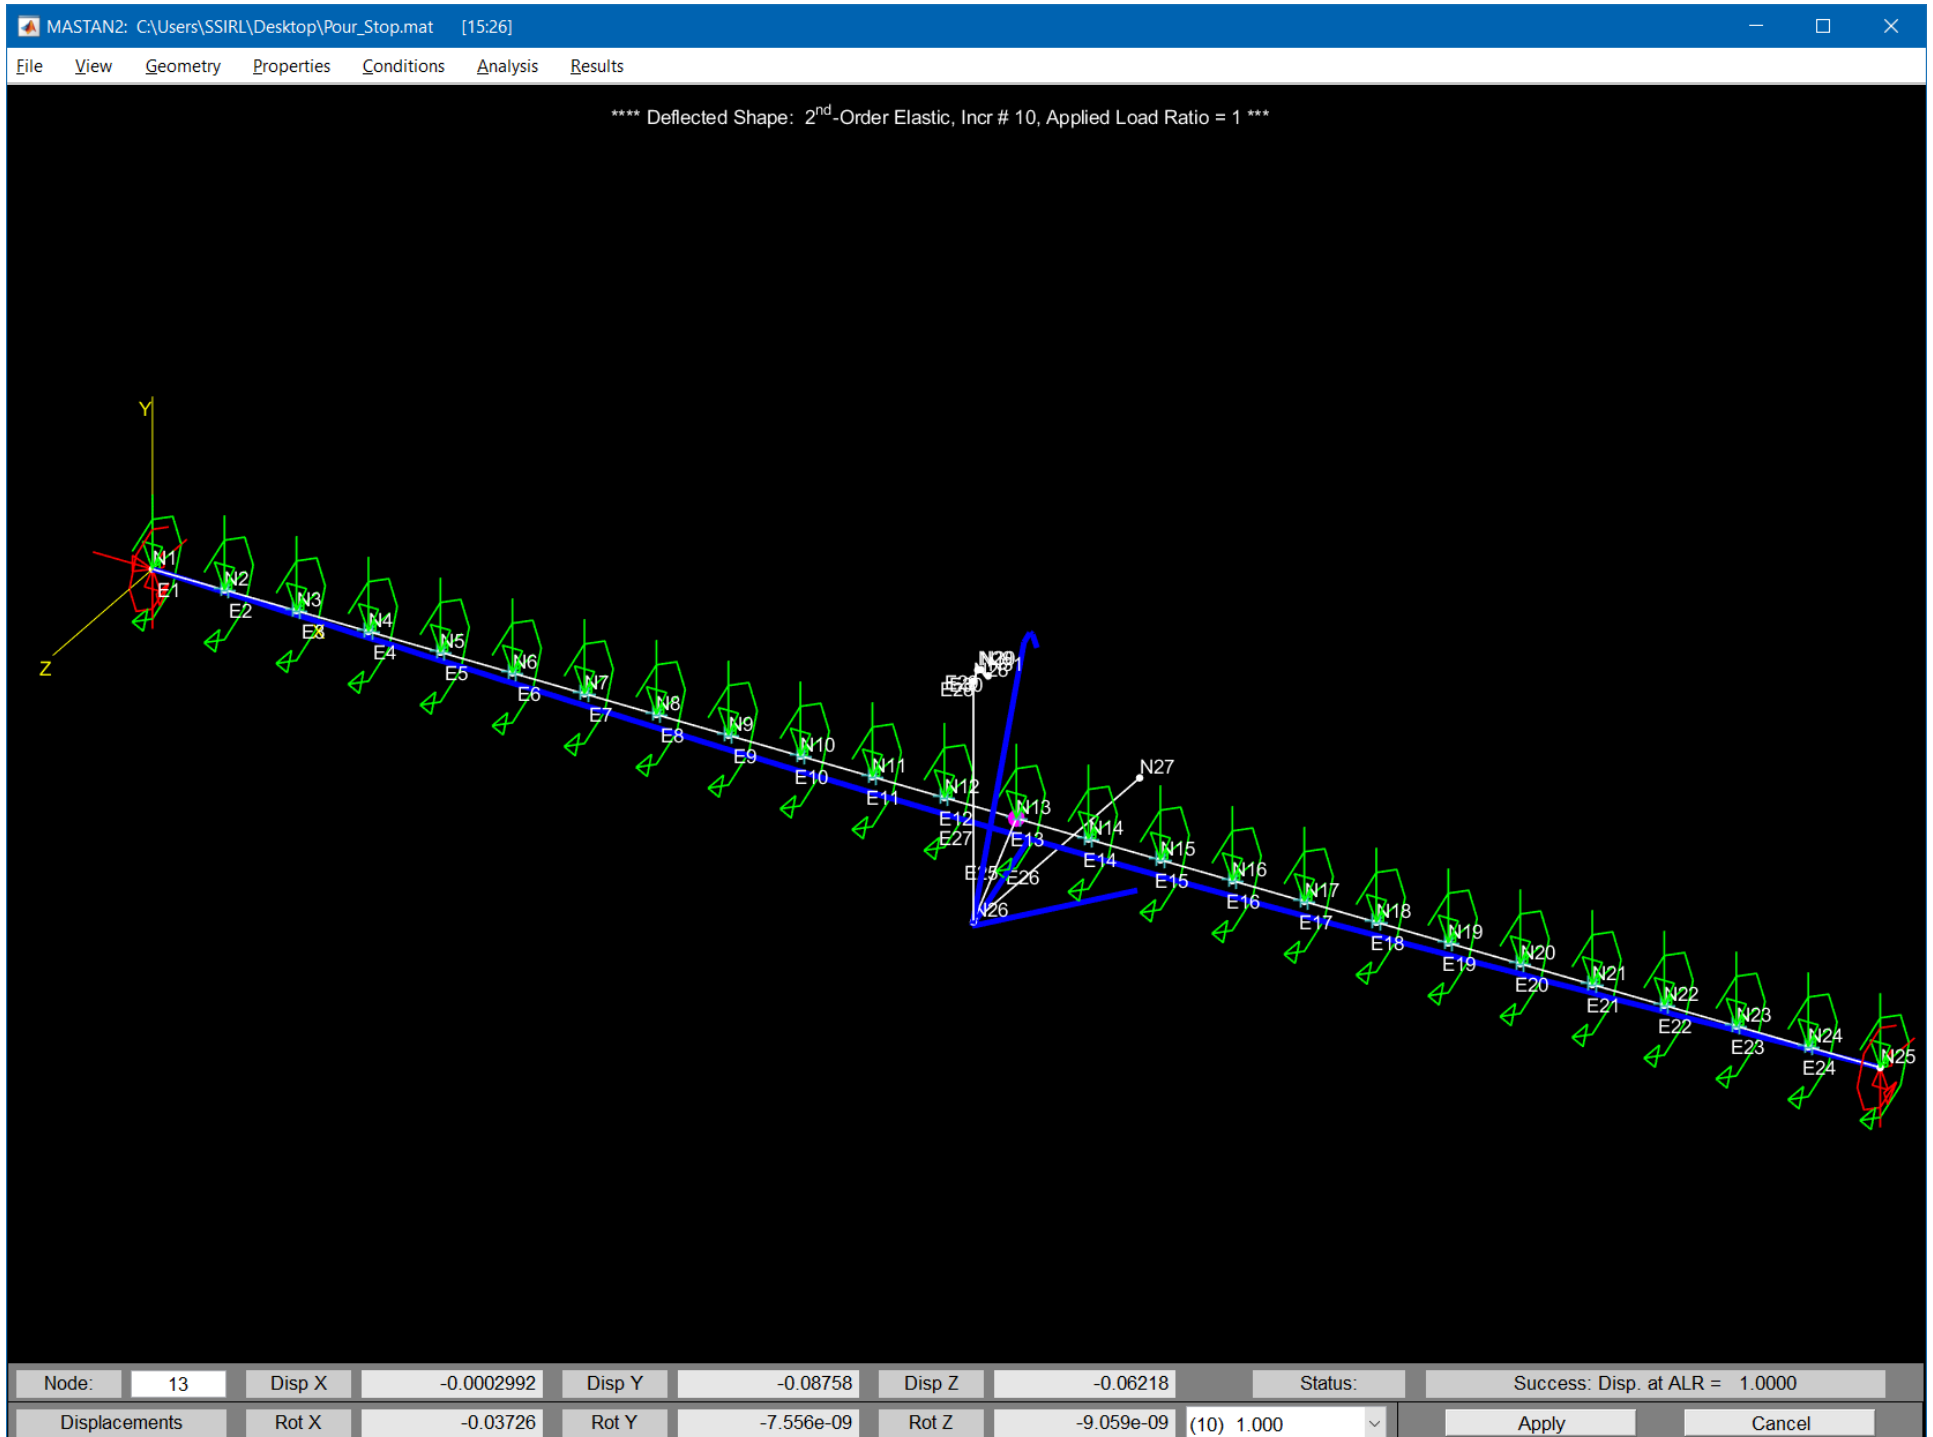 MASTAN2: C:\Users\SSIRL\Desktop\Pour_Stop.mat [15:26]
File View Geometry Properties Conditions Analysis Results
**** Deflected Shape: 2nd-Order Elastic, Incr # 10, Applied Load Ratio = 1 ***
Y
Z
X
N1
E1
N2
E2
N3
E3
N4
E4
N5
E5
N6
E6
N7
E7
N8
E8
N9
E9
N10
E10
N11
E11
N12
E12
E27
N13
E13
N27
N14
E14
E25
E26
N26
N15
E15
N16
E16
N17
E17
N18
E18
N19
E19
N20
E20
N21
E21
N22
E22
N23
E23
N24
E24
N25
Node: 13 Disp X -0.0002992 Disp Y -0.08758 Disp Z -0.06218 Status: Success: Disp. at ALR = 1.0000
Displacements Rot X -0.03726 Rot Y -7.556e-09 Rot Z -9.059e-09 (10) 1.000 Apply Cancel